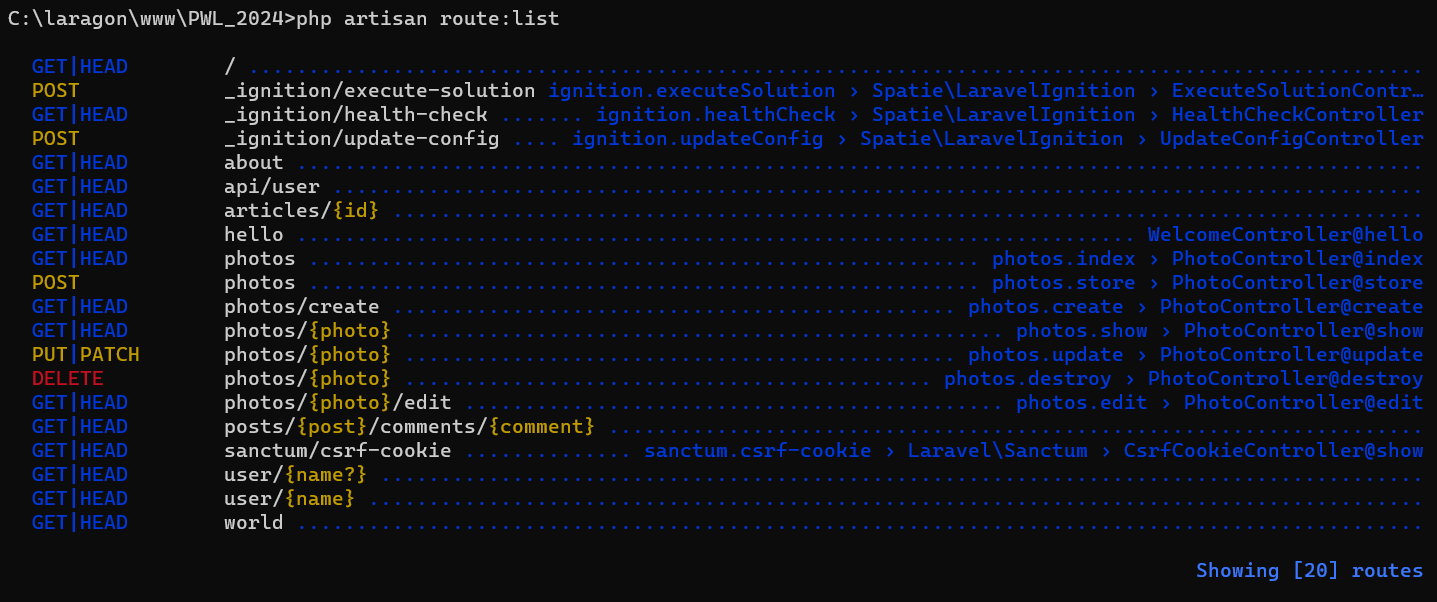 C:\laragon\www\PWL_2024>php artisan route:list
GET|HEAD / ..................................................................................................
POST _ignition/execute-solution ignition.executeSolution › Spatie\LaravelIgnition › ExecuteSolutionContr…
GET|HEAD _ignition/health-check ....... ignition.healthCheck › Spatie\LaravelIgnition › HealthCheckController
POST _ignition/update-config .... ignition.updateConfig › Spatie\LaravelIgnition › UpdateConfigController
GET|HEAD about ..............................................................................................
GET|HEAD api/user ...........................................................................................
GET|HEAD articles/{id} ......................................................................................
GET|HEAD hello ...................................................................... WelcomeController@hello
GET|HEAD photos ........................................................ photos.index › PhotoController@index
POST photos ........................................................ photos.store › PhotoController@store
GET|HEAD photos/create ............................................... photos.create › PhotoController@create
GET|HEAD photos/{photo} .................................................. photos.show › PhotoController@show
PUT|PATCH photos/{photo} .............................................. photos.update › PhotoController@update
DELETE photos/{photo} ............................................ photos.destroy › PhotoController@destroy
GET|HEAD photos/{photo}/edit ............................................. photos.edit › PhotoController@edit
GET|HEAD posts/{post}/comments/{comment} ....................................................................
GET|HEAD sanctum/csrf-cookie .............. sanctum.csrf-cookie › Laravel\Sanctum › CsrfCookieController@show
GET|HEAD user/{name?} .......................................................................................
GET|HEAD user/{name} ........................................................................................
GET|HEAD world ..............................................................................................
Showing [20] routes